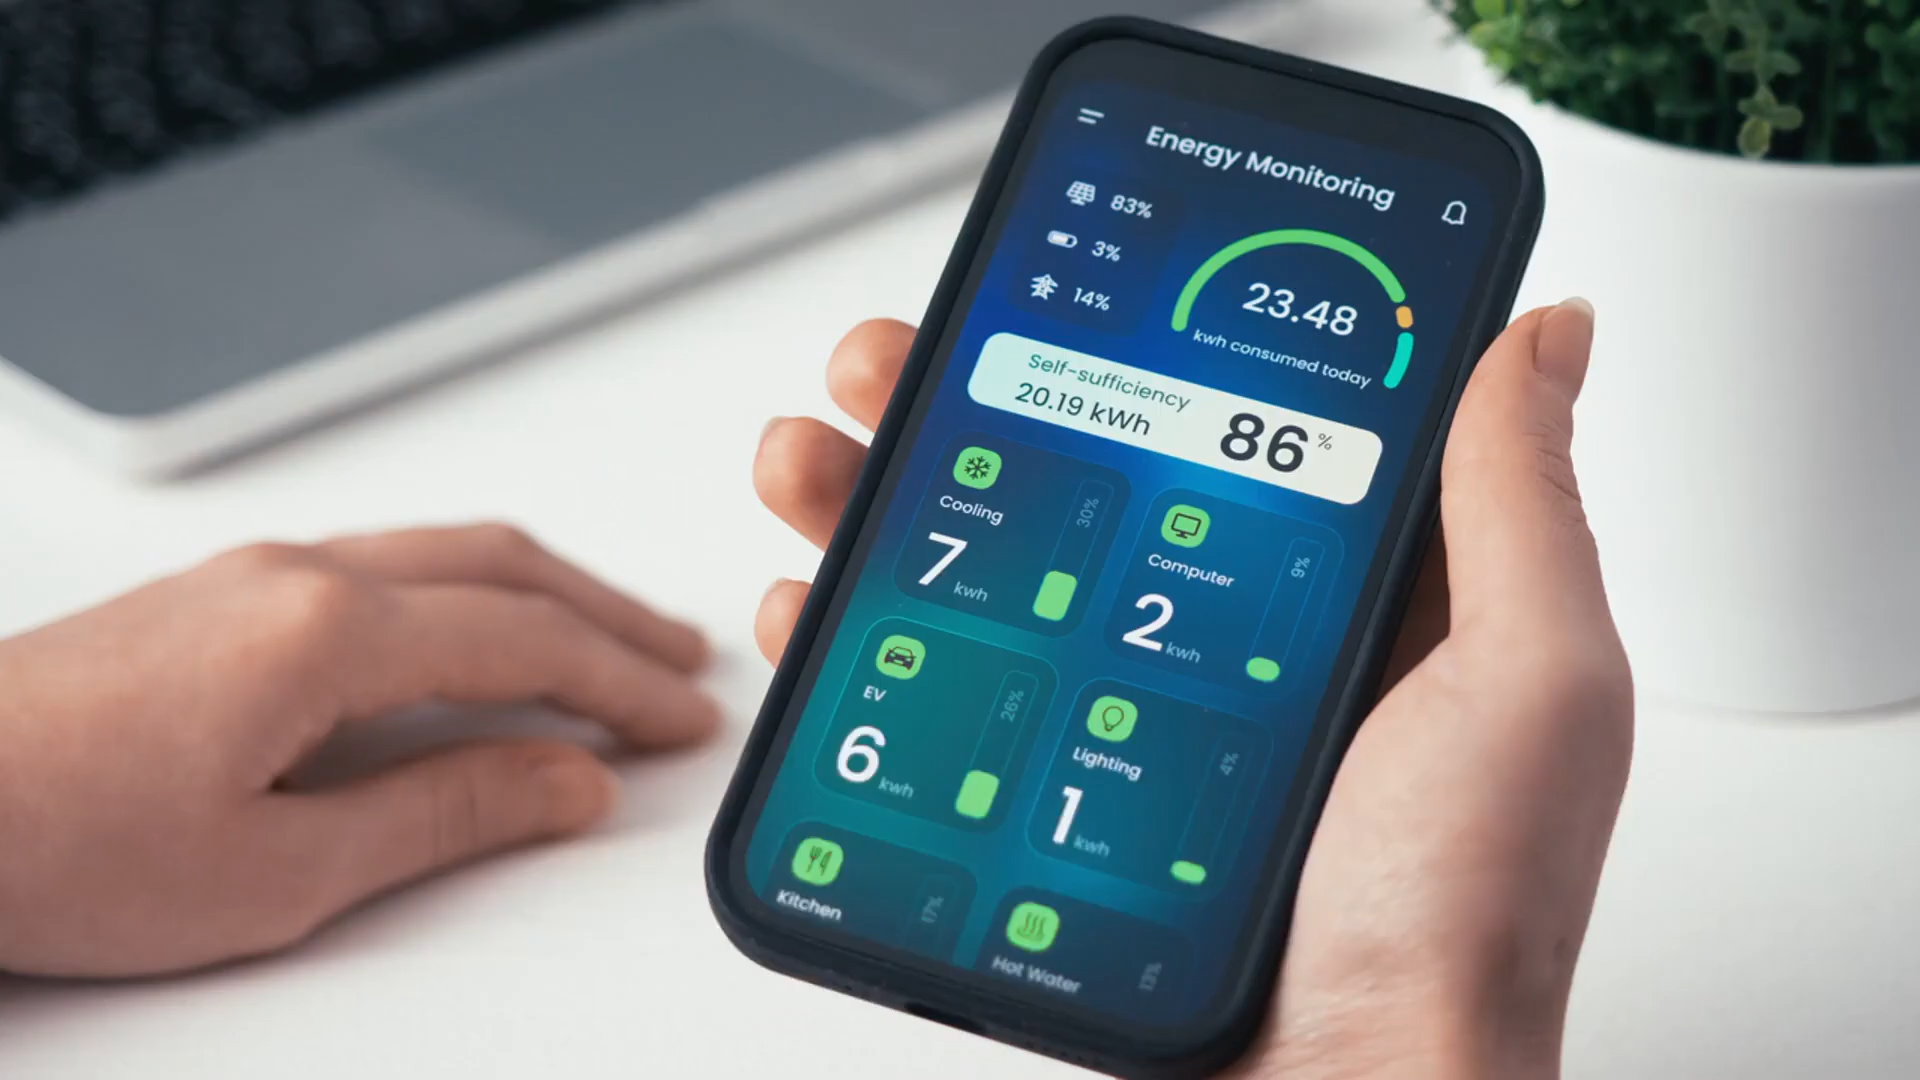 Energy Monitoring
83%
3%
14%
23.48
kwh consumed today
Self-sufficiency
20.19 kWh
86%
Cooling
30%
7 kwh
Computer
9%
2 kwh
EV
26%
6 kwh
Lighting
4%
1 kwh
Kitchen
17%
Hot Water
13%